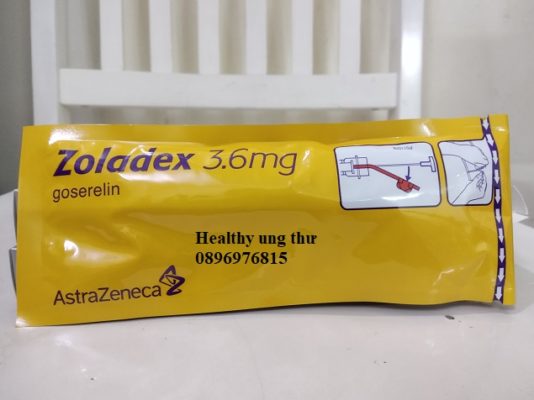 Zoladex 3.6mg
goserelin
Healthy ung thư
0896976815
AstraZeneca